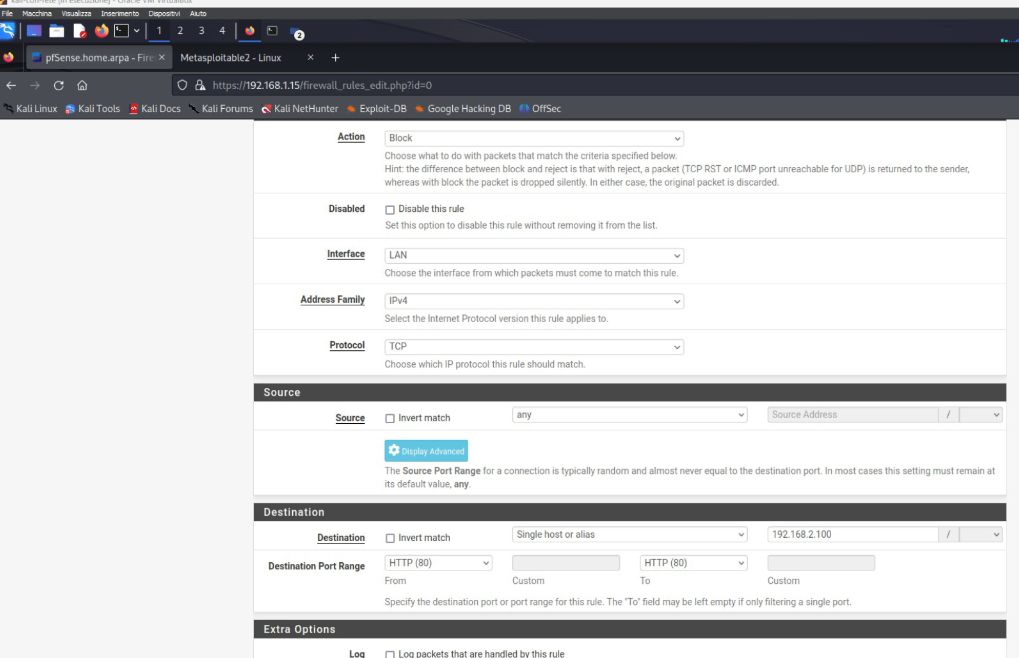 kali-con-rete [in esecuzione] - Oracle VM VirtualBox
File Macchina Visualizza Inserimento Dispositivi Aiuto
1 2 3 4 2
pfSense.home.arpa - Fire × Metasploitable2 - Linux × +
https://192.168.1.15/firewall_rules_edit.php?id=0
Kali Linux Kali Tools Kali Docs Kali Forums Kali NetHunter Exploit-DB Google Hacking DB OffSec
Action Block
Choose what to do with packets that match the criteria specified below.
Hint: the difference between block and reject is that with reject, a packet (TCP RST or ICMP port unreachable for UDP) is returned to the sender,
whereas with block the packet is dropped silently. In either case, the original packet is discarded.
Disabled Disable this rule
Set this option to disable this rule without removing it from the list.
Interface LAN
Choose the interface from which packets must come to match this rule.
Address Family IPv4
Select the Internet Protocol version this rule applies to.
Protocol TCP
Choose which IP protocol this rule should match.
Source
Source Invert match any Source Address /
Display Advanced
The Source Port Range for a connection is typically random and almost never equal to the destination port. In most cases this setting must remain at
its default value, any.
Destination
Destination Invert match Single host or alias 192.168.2.100 /
Destination Port Range HTTP (80) HTTP (80)
From Custom To Custom
Specify the destination port or port range for this rule. The "To" field may be left empty if only filtering a single port.
Extra Options
Log Log packets that are handled by this rule